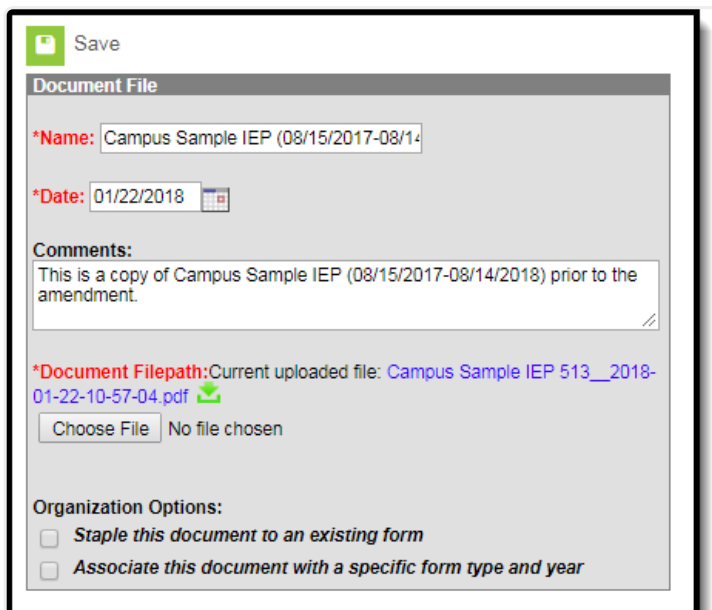 Save
Document File
*Name: Campus Sample IEP (08/15/2017-08/14
*Date: 01/22/2018
Comments:
This is a copy of Campus Sample IEP (08/15/2017-08/14/2018) prior to the
amendment.
*Document Filepath:Current uploaded file: Campus Sample IEP 513__2018-
01-22-10-57-04.pdf
Choose File No file chosen
Organization Options:
Staple this document to an existing form
Associate this document with a specific form type and year